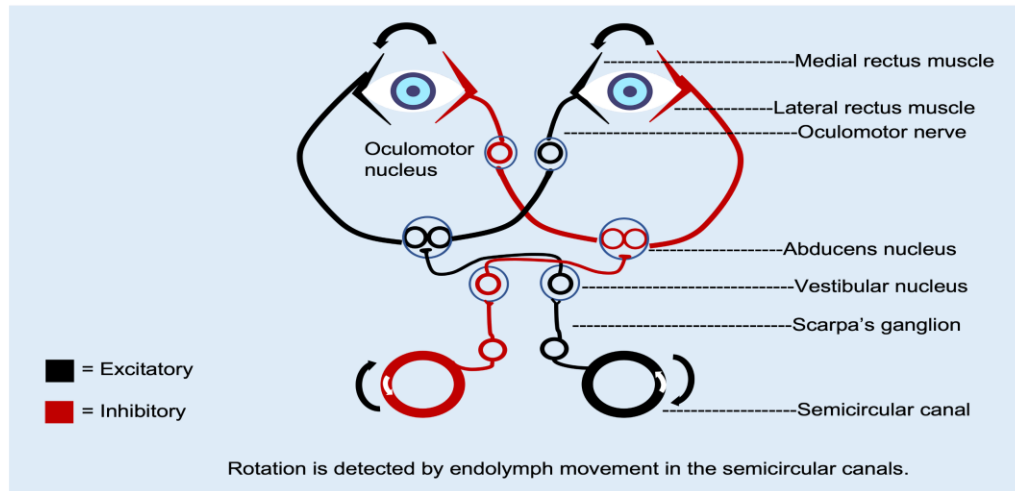 Medial rectus muscle
Lateral rectus muscle
Oculomotor nerve
Oculomotor
nucleus
Abducens nucleus
Vestibular nucleus
Scarpa's ganglion
= Excitatory
= Inhibitory
Semicircular canal
Rotation is detected by endolymph movement in the semicircular canals.